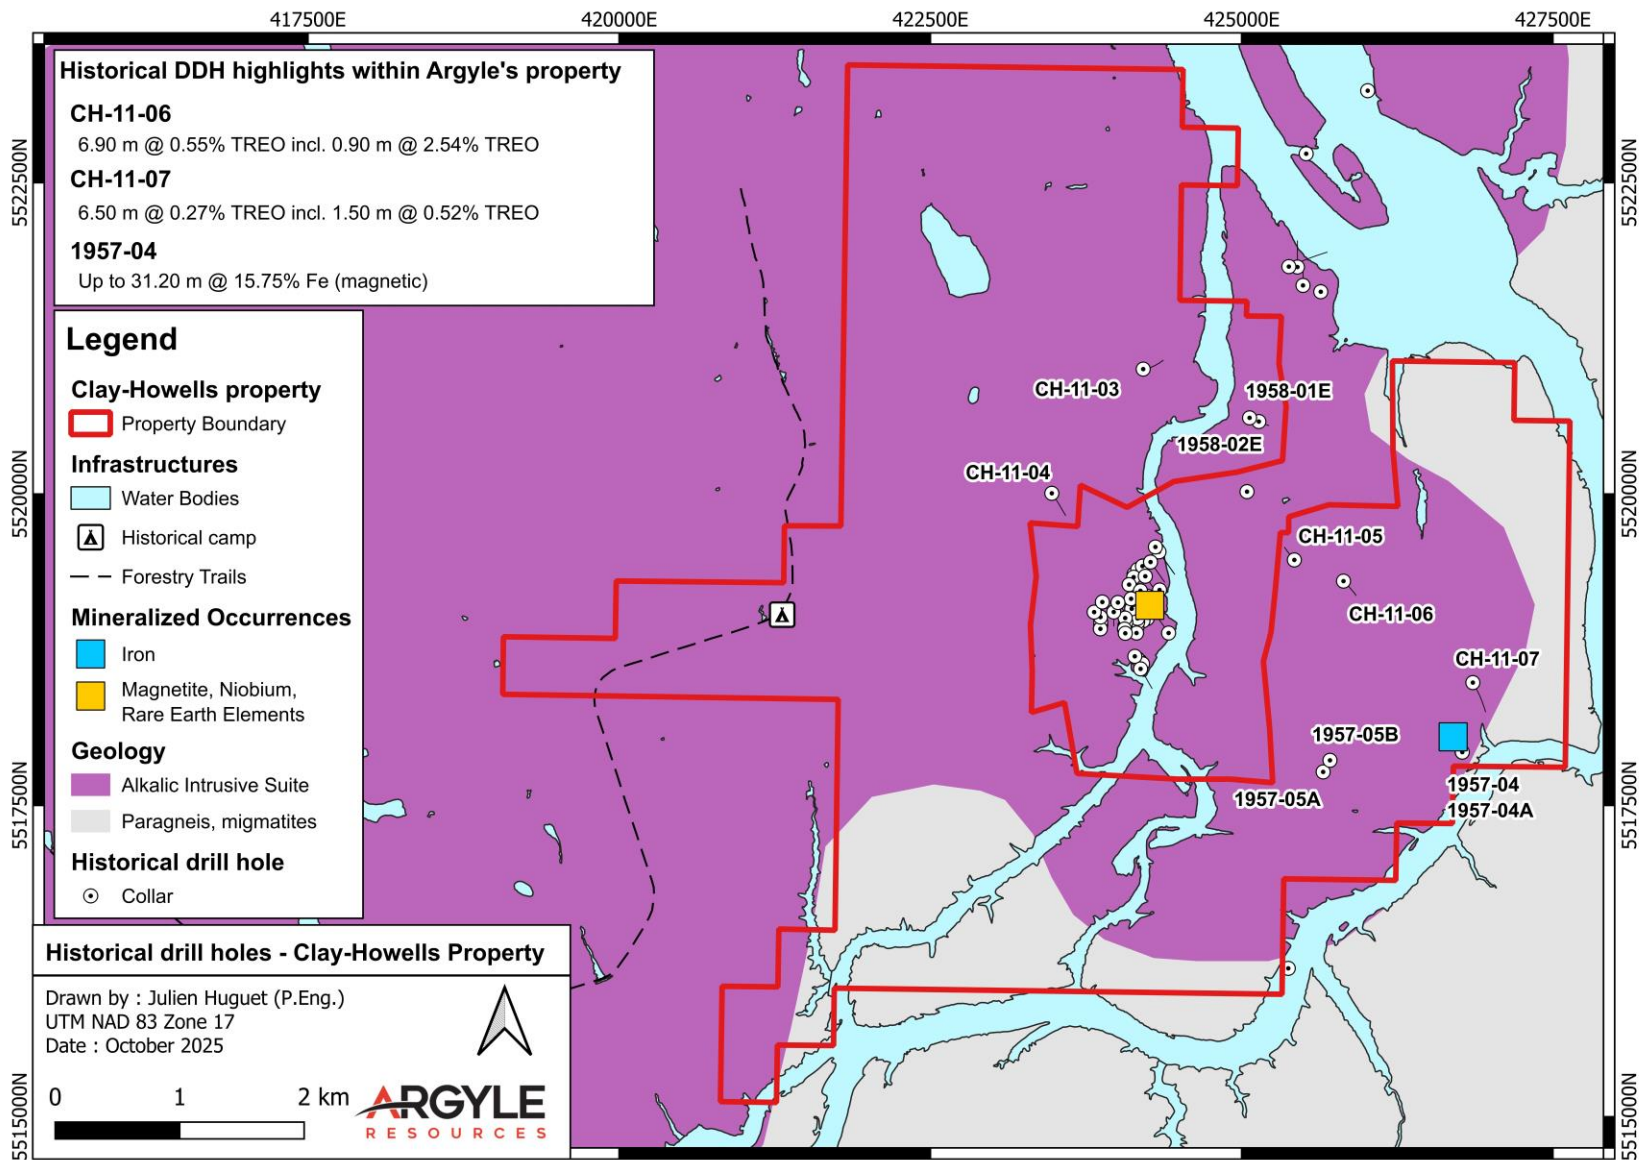 417500E
420000E
422500E
425000E
427500E
Historical DDH highlights within Argyle's property
CH-11-06
6.90 m @ 0.55% TREO incl. 0.90 m @ 2.54% TREO
CH-11-07
6.50 m @ 0.27% TREO incl. 1.50 m @ 0.52% TREO
1957-04
Up to 31.20 m @ 15.75% Fe (magnetic)
5522500N
5522500N
Legend
Clay-Howells property
Property Boundary
Infrastructures
Water Bodies
Historical camp
Forestry Trails
Mineralized Occurrences
Iron
Magnetite, Niobium,
Rare Earth Elements
Geology
Alkalic Intrusive Suite
Paragneis, migmatites
Historical drill hole
Collar
CH-11-03
1958-01E
1958-02E
CH-11-04
5520000N
5520000N
CH-11-05
CH-11-06
CH-11-07
1957-05B
1957-05A
1957-04
1957-04A
5517500N
5517500N
Historical drill holes - Clay-Howells Property
Drawn by : Julien Huguet (P.Eng.)
UTM NAD 83 Zone 17
Date : October 2025
0 1 2 km
ARGYLE
RESOURCES
5515000N
5515000N